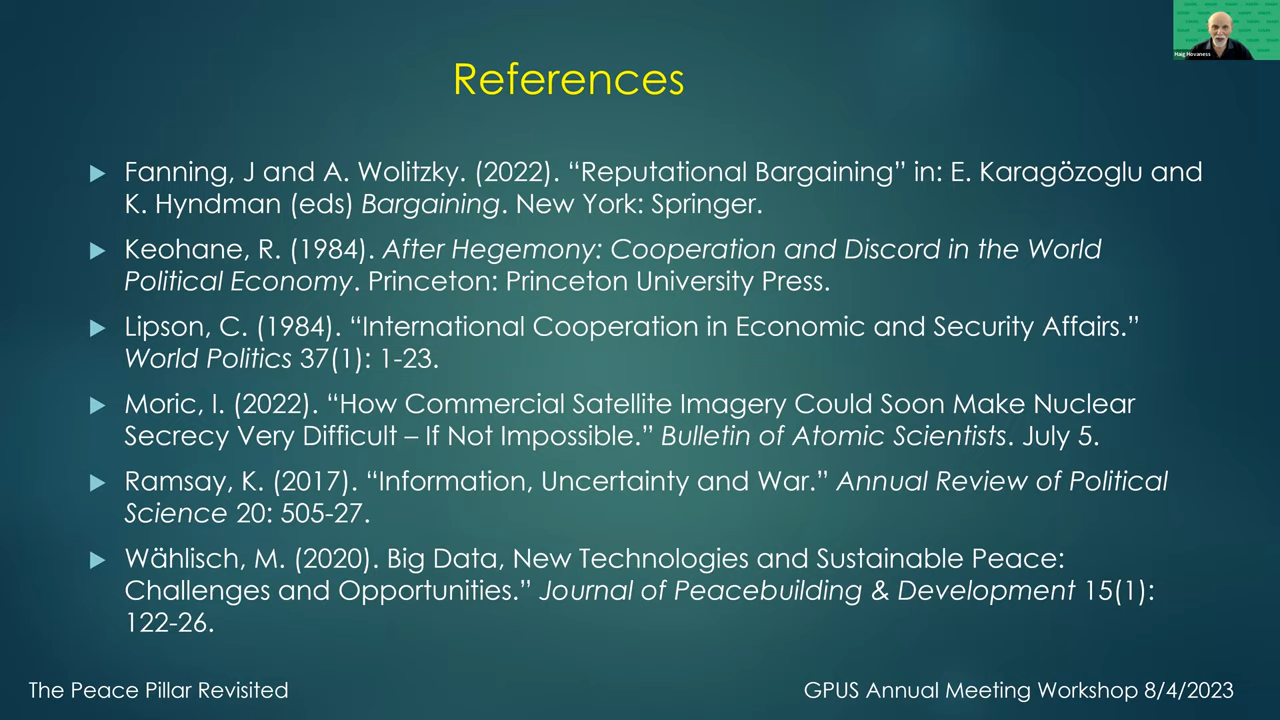 Haig Hovaness
References
Fanning, J and A. Wolitzky. (2022). “Reputational Bargaining” in: E. Karagözoglu and
K. Hyndman (eds) Bargaining. New York: Springer.
Keohane, R. (1984). After Hegemony: Cooperation and Discord in the World
Political Economy. Princeton: Princeton University Press.
Lipson, C. (1984). “International Cooperation in Economic and Security Affairs.”
World Politics 37(1): 1-23.
Moric, I. (2022). “How Commercial Satellite Imagery Could Soon Make Nuclear
Secrecy Very Difficult – If Not Impossible.” Bulletin of Atomic Scientists. July 5.
Ramsay, K. (2017). “Information, Uncertainty and War.” Annual Review of Political
Science 20: 505-27.
Wählisch, M. (2020). Big Data, New Technologies and Sustainable Peace:
Challenges and Opportunities.” Journal of Peacebuilding & Development 15(1):
122-26.
The Peace Pillar Revisited
GPUS Annual Meeting Workshop 8/4/2023